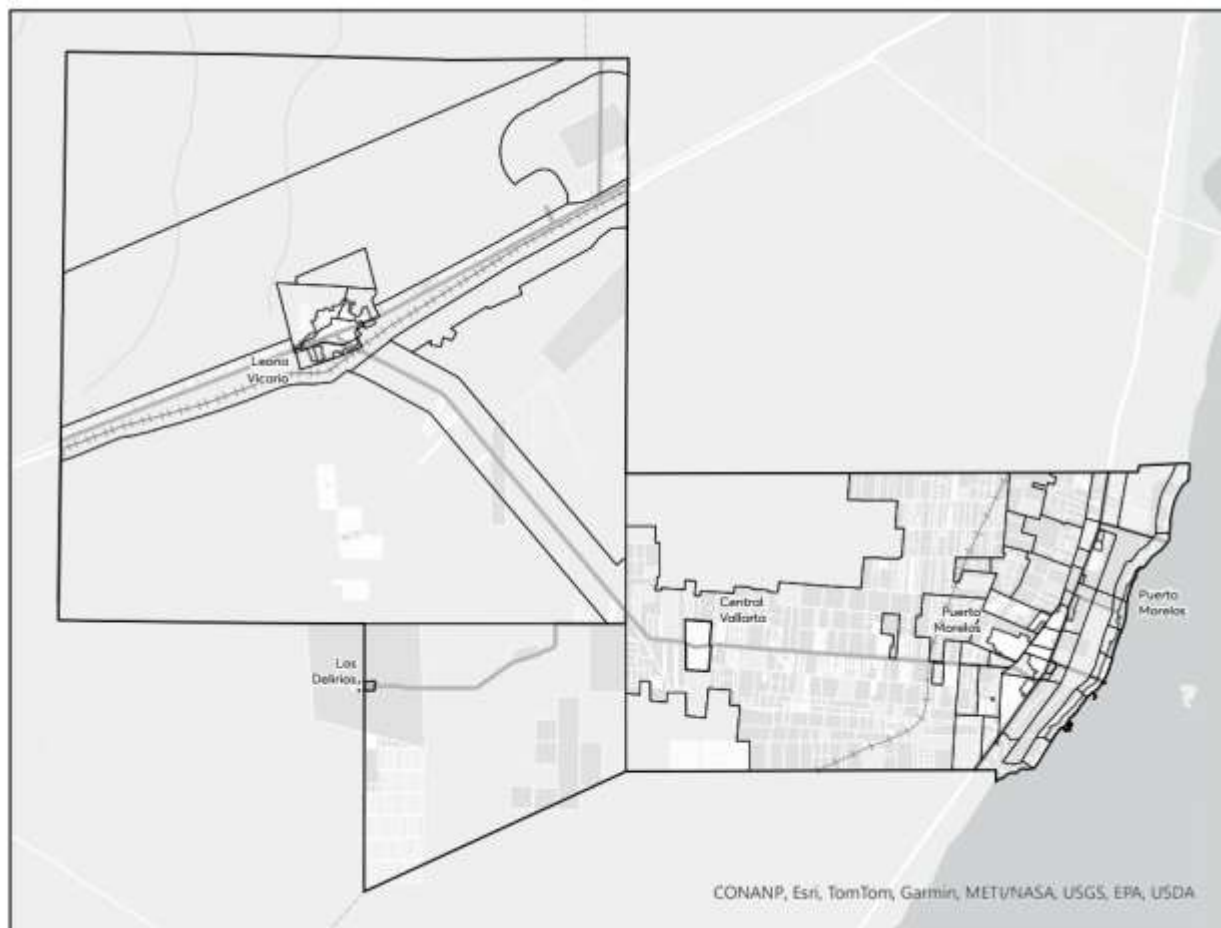 Leona
Vicario
Central
Vallarta
Puerto
Morelos
Puerto
Morelos
Los
Delirios
CONANP, Esri, TomTom, Garmin, METI/NASA, USGS, EPA, USDA